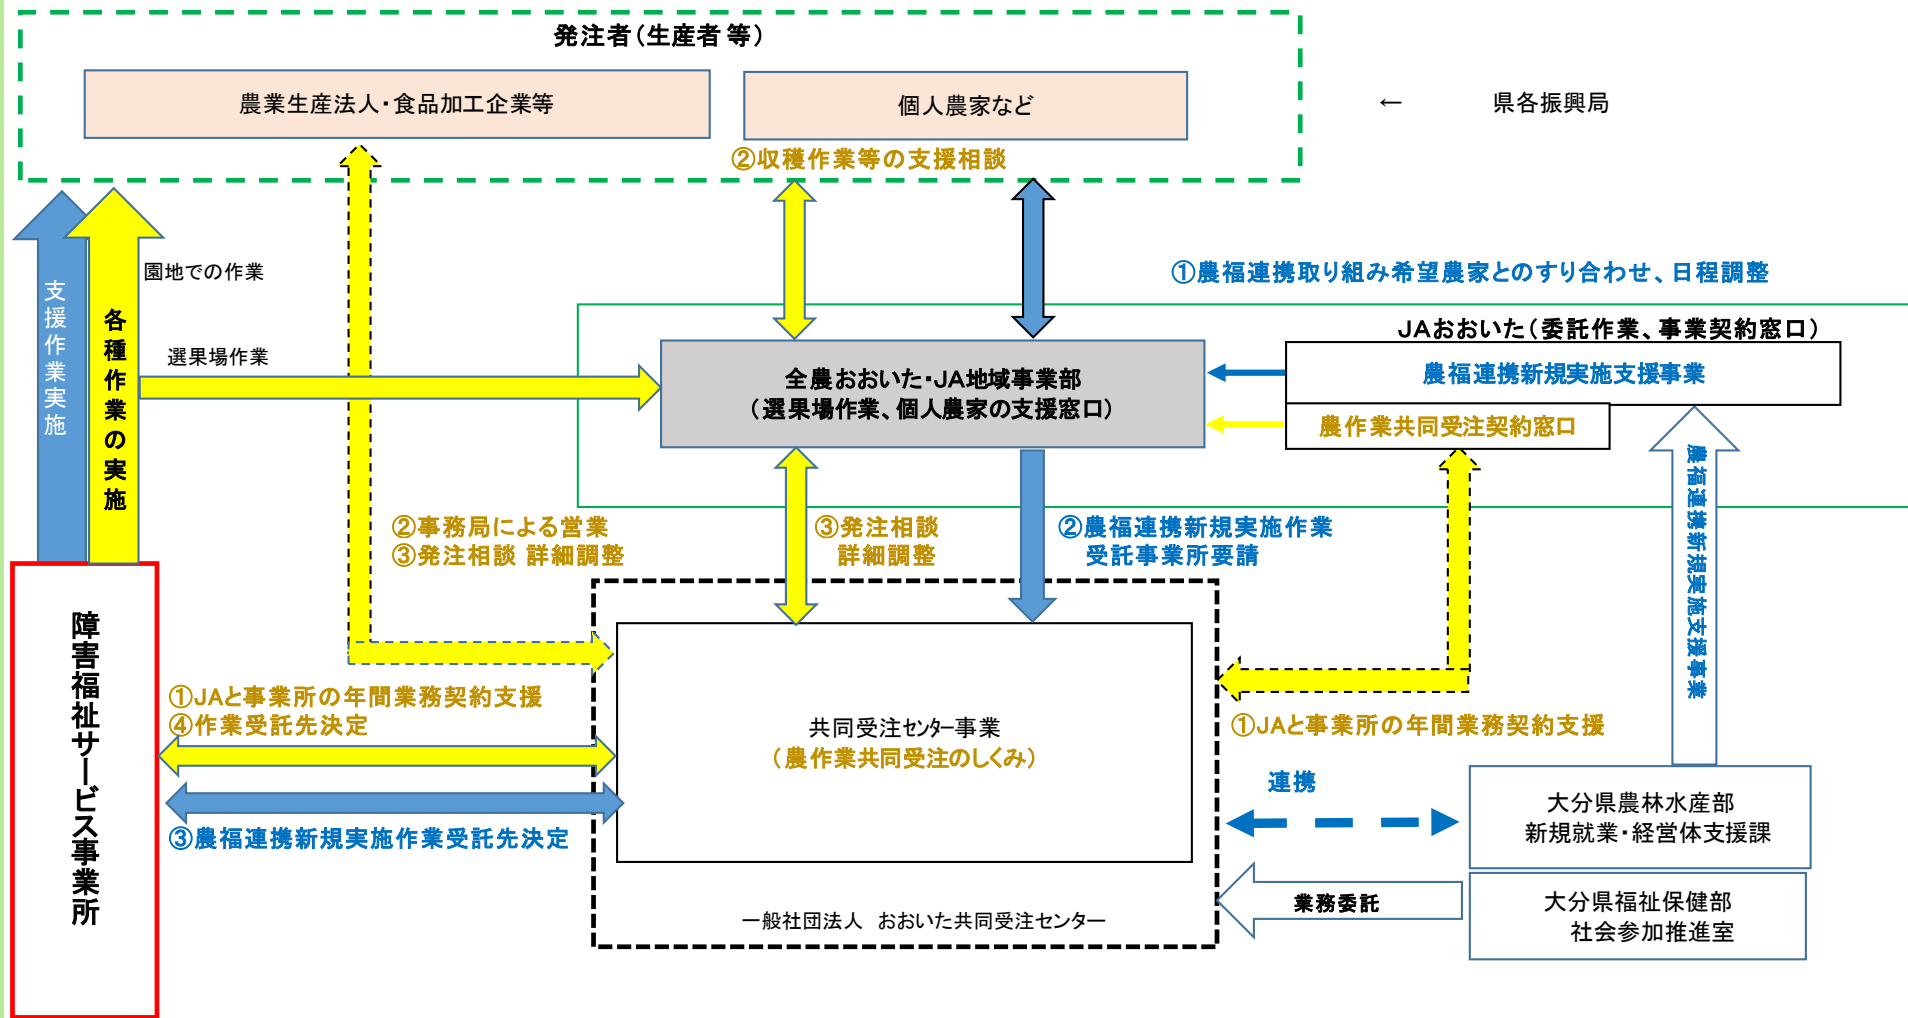 発注者(生産者 等)
農業生産法人・食品加工企業等
個人農家など
← 県各振興局
②収穫作業等の支援相談
園地での作業
①農福連携取り組み希望農家とのすり合わせ、日程調整
支援作業実施
各種作業の実施
JAおおいた(委託作業、事業契約窓口)
選果場作業
全農おおいた・JA地域事業部
(選果場作業、個人農家の支援窓口)
農福連携新規実施支援事業
農作業共同受注契約窓口
農福連携新規実施支援事業
②事務局による営業
③発注相談 詳細調整
③発注相談
詳細調整
②農福連携新規実施作業
受託事業所要請
障害福祉サービス事業所
①JAと事業所の年間業務契約支援
④作業受託先決定
共同受注センター事業
(農作業共同受注のしくみ)
①JAと事業所の年間業務契約支援
連携
③農福連携新規実施作業受託先決定
大分県農林水産部
新規就業・経営体支援課
業務委託
大分県福祉保健部
社会参加推進室
一般社団法人 おおいた共同受注センター